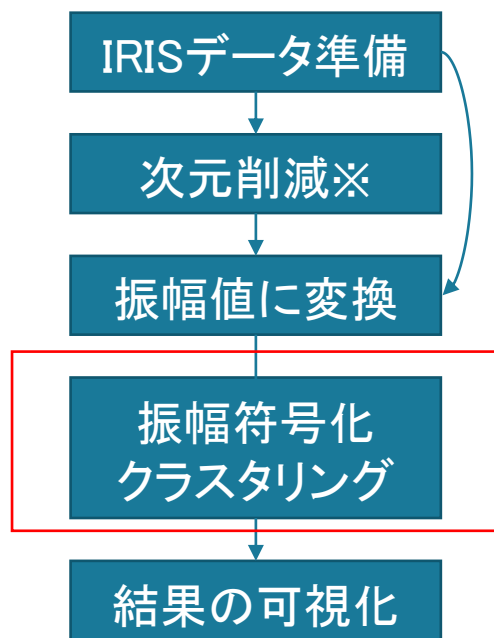 IRISデータ準備
次元削減※
振幅値に変換
振幅符号化
クラスタリング
結果の可視化